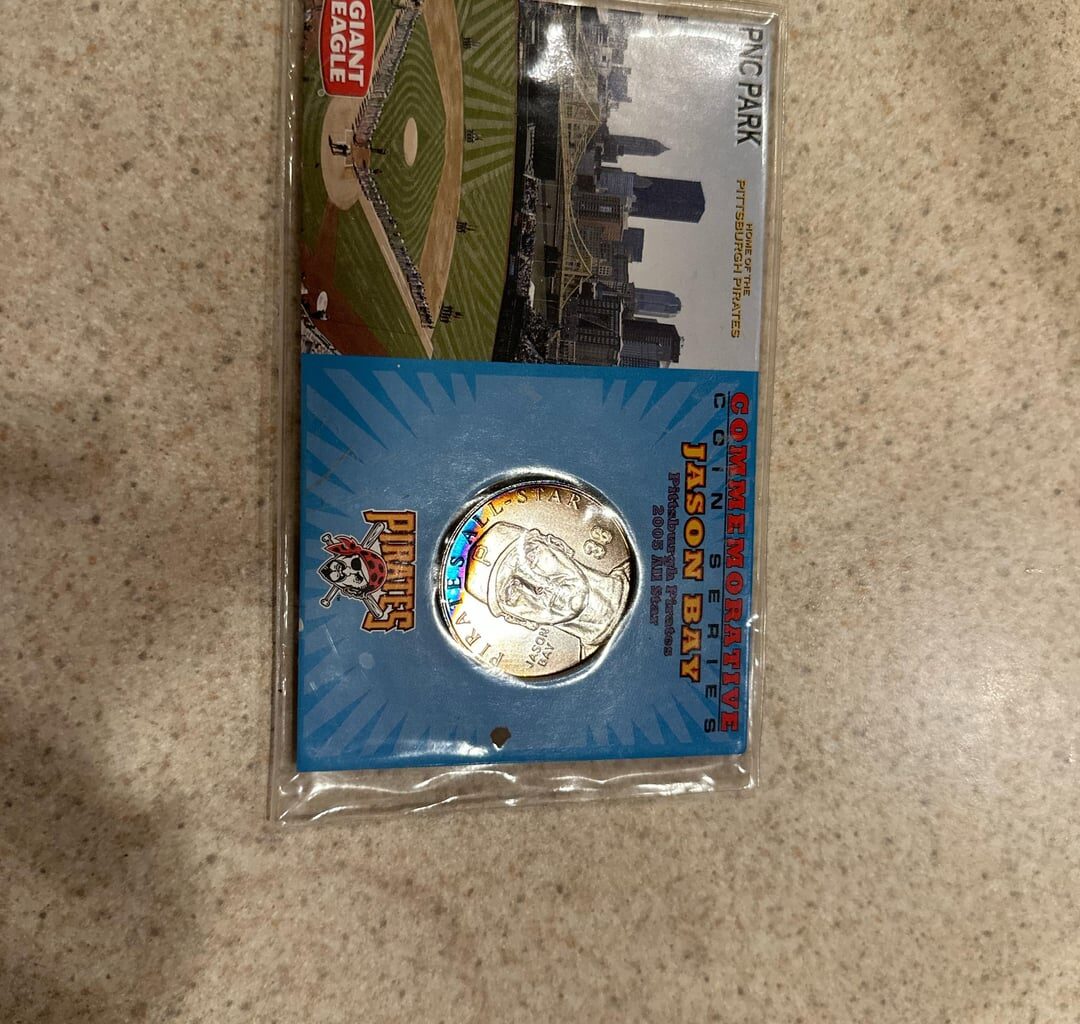 GIANT
EAGLE
PNC PARK
HOME OF THE
PITTSBURGH PIRATES
COMMEMORATIVE
COIN SERIES
JASON BAY
Pittsburgh Pirates
2005 All Star
PIRATES ALL-STAR
38
P
JASON
BAY
PIRATES